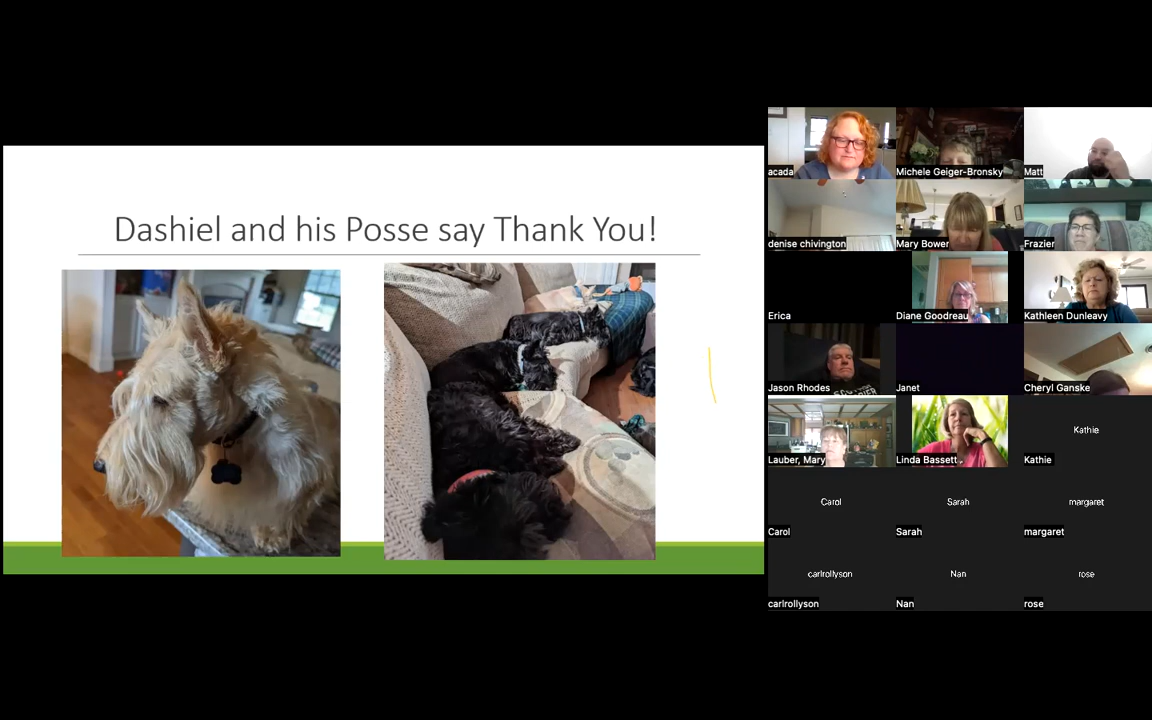 Dashiel and his Posse say Thank You!
acada
Michele Geiger-Bronsky
Matt
denise chivington
Mary Bower
Frazier
Erica
Diane Goodreau
Kathleen Dunleavy
Jason Rhodes
Janet
Cheryl Ganske
Lauber, Mary
Linda Bassett
Kathie
Kathie
Carol
Sarah
margaret
Carol
Sarah
margaret
carlrollyson
Nan
rose
carlrollyson
Nan
rose